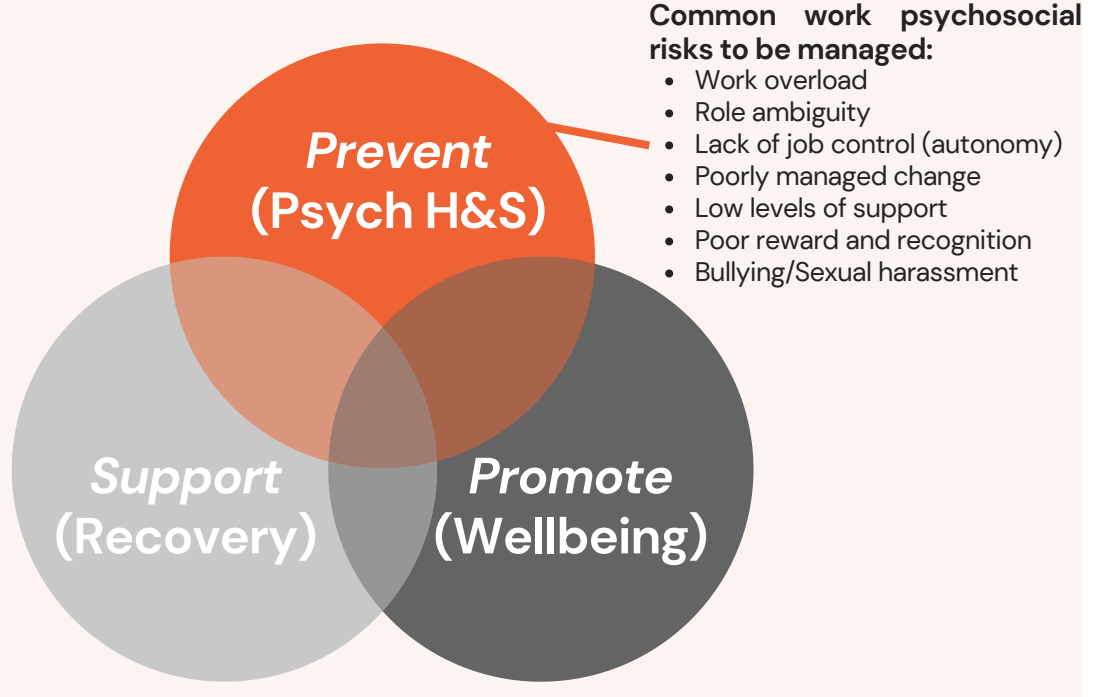 Common work psychosocial
risks to be managed:
• Work overload
• Role ambiguity
• Lack of job control (autonomy)
• Poorly managed change
• Low levels of support
• Poor reward and recognition
• Bullying/Sexual harassment
Prevent
(Psych H&S)
Support
(Recovery)
Promote
(Wellbeing)